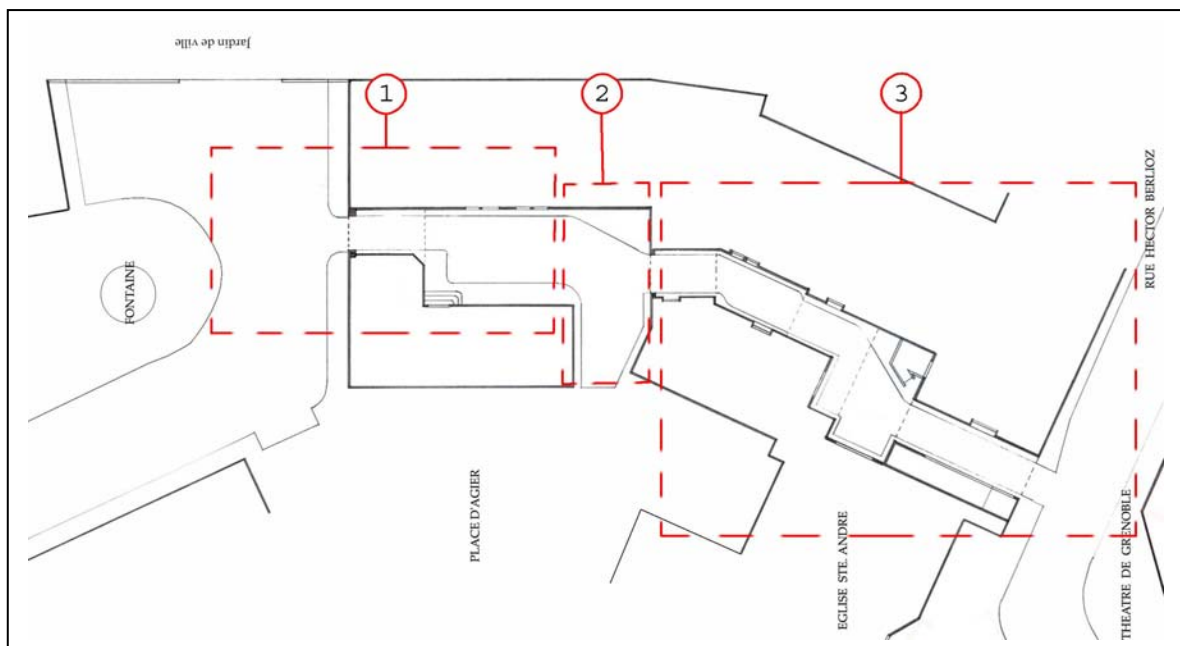 Jardin de ville
1
2
3
FONTAINE
PLACE D'AGIER
EGLISE STE. ANDRE
RUE HECTOR BERLIOZ
THEATRE DE GRENOBLE